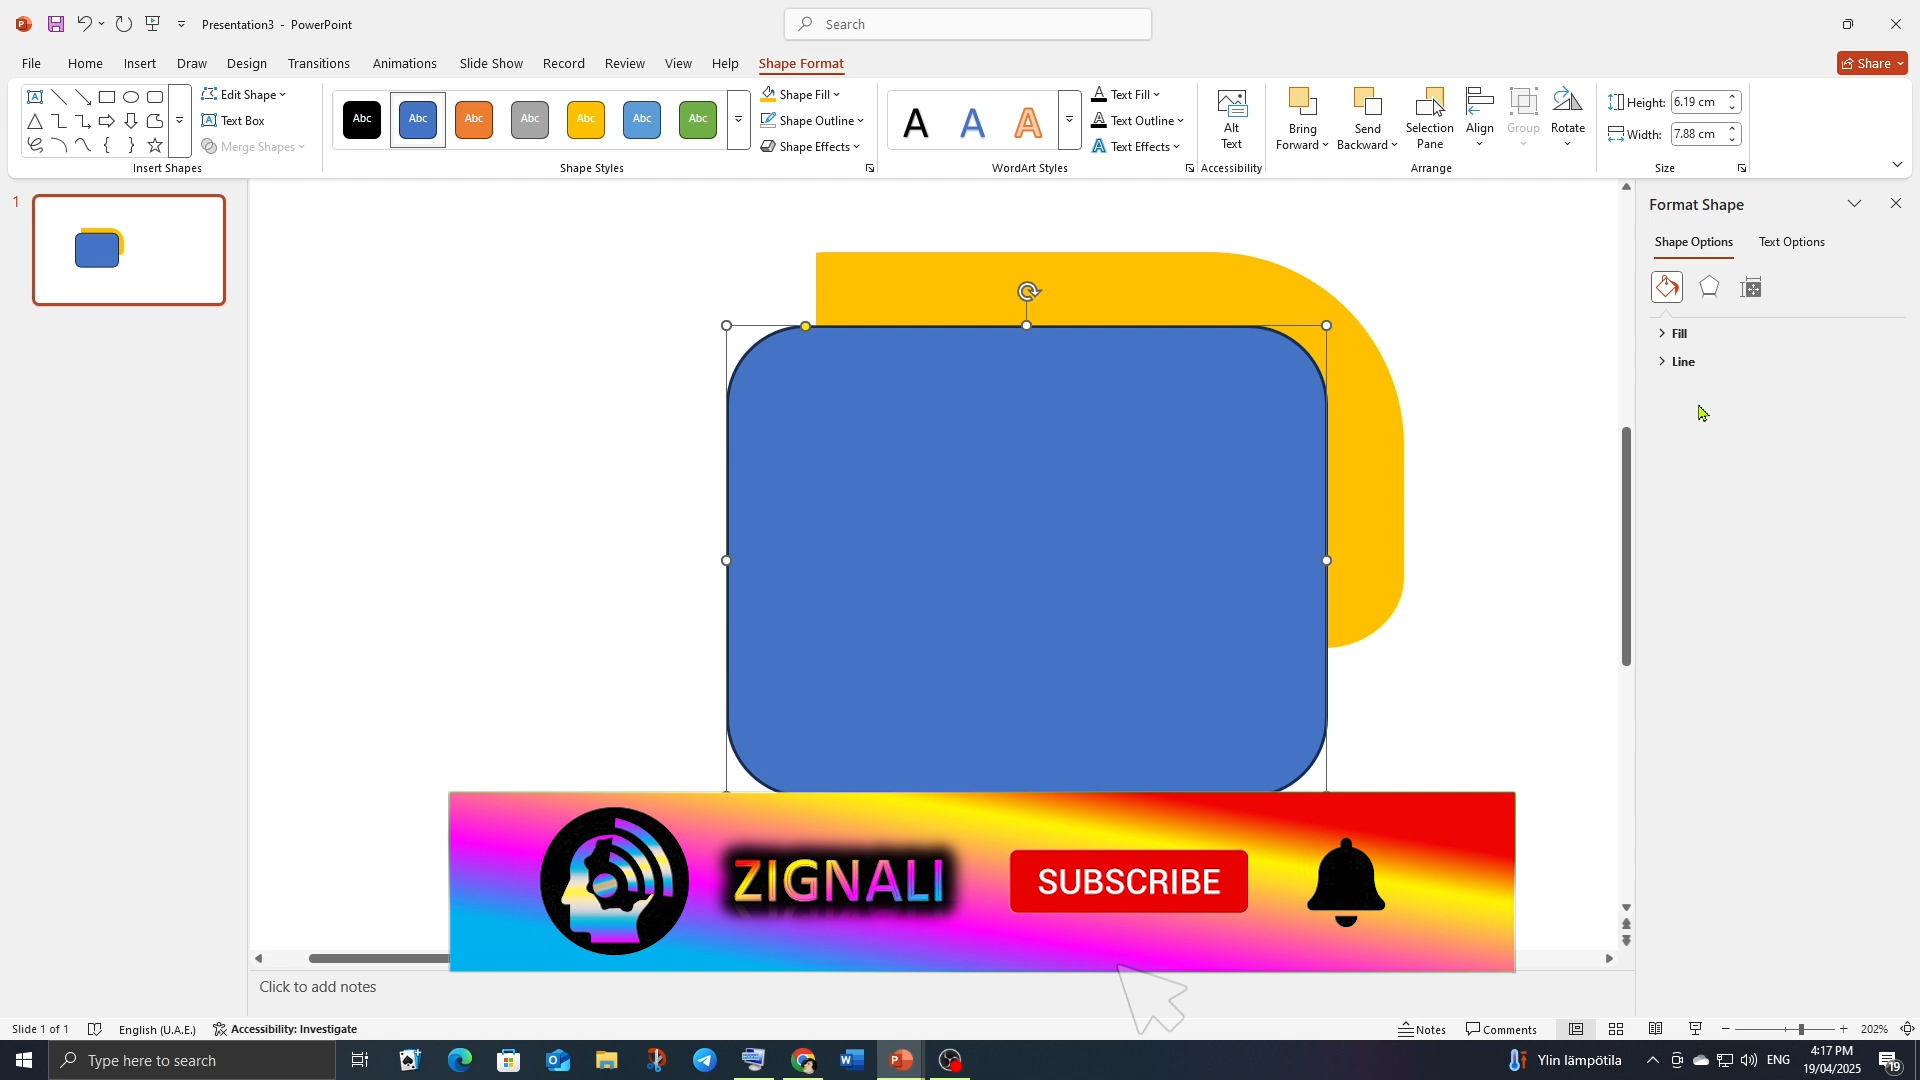 Presentation3 - PowerPoint
Search
File Home Insert Draw Design Transitions Animations Slide Show Record Review View Help Shape Format
Share
Edit Shape
Text Box
Merge Shapes
Insert Shapes
Abc Abc Abc Abc Abc Abc Abc
Shape Fill
Shape Outline
Shape Effects
Shape Styles
A A A
Text Fill
Text Outline
Text Effects
WordArt Styles
Alt Text
Accessibility
Bring Forward
Send Backward
Selection Pane
Align
Group
Rotate
Arrange
Height: 6.19 cm
Width: 7.88 cm
Size
1
Format Shape
Shape Options Text Options
Fill
Line
ZIGNALI
SUBSCRIBE
Click to add notes
Slide 1 of 1 English (U.A.E.) Accessibility: Investigate Notes Comments 202%
Type here to search
Ylin lämpötila
ENG
4:17 PM
19/04/2025
19